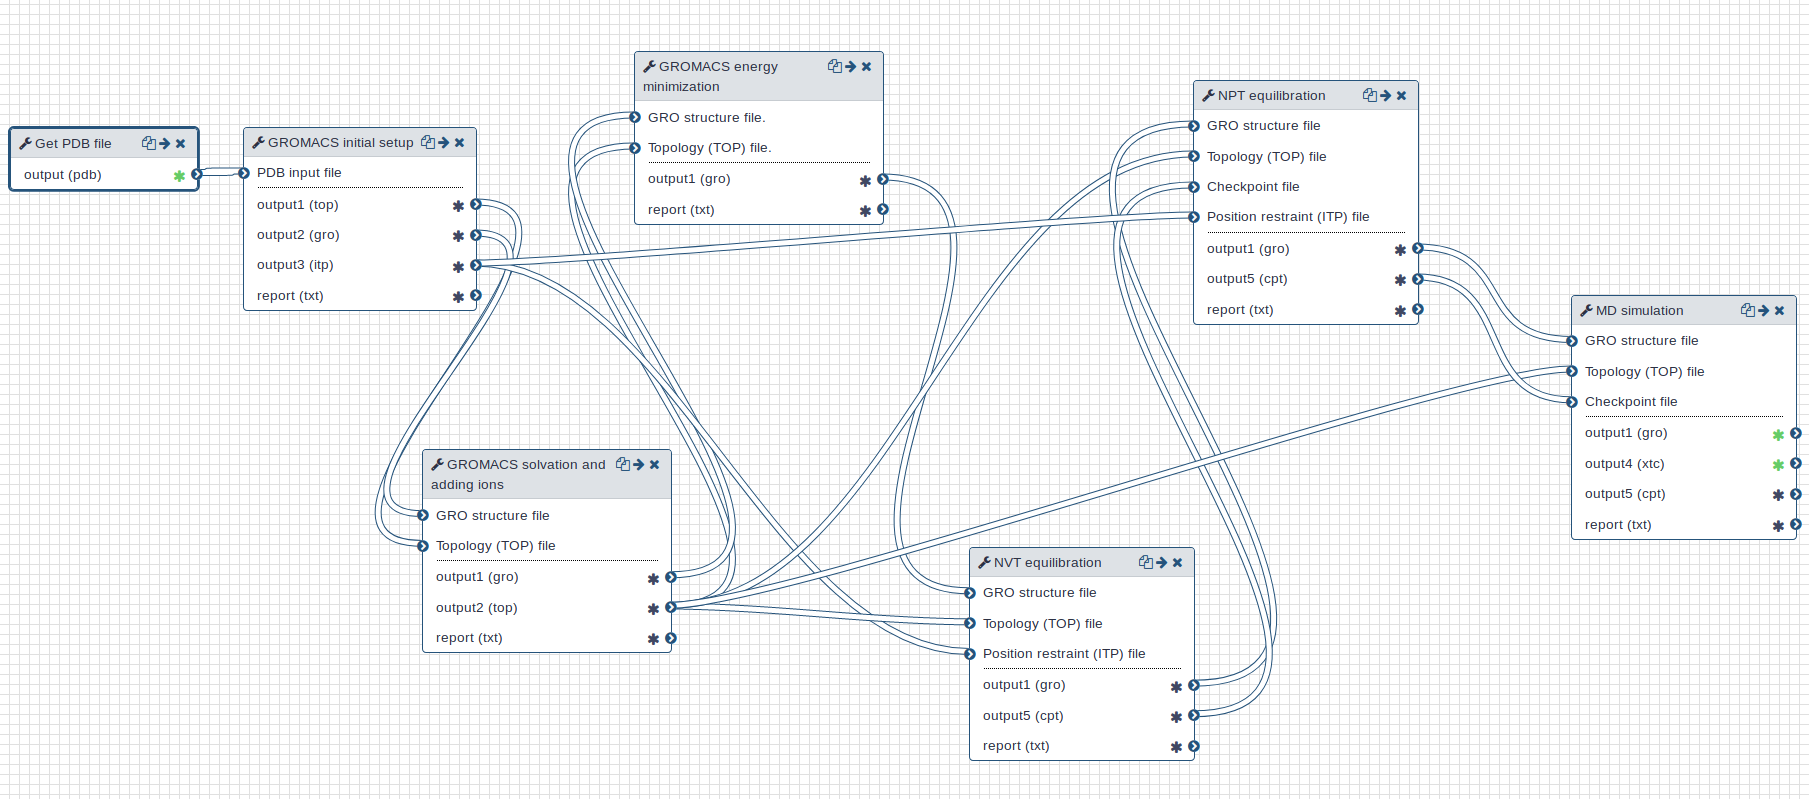 Get PDB file
output (pdb)
GROMACS initial setup
PDB input file
output1 (top)
output2 (gro)
output3 (itp)
report (txt)
GROMACS energy
minimization
GRO structure file.
Topology (TOP) file.
output1 (gro)
report (txt)
GROMACS solvation and
adding ions
GRO structure file
Topology (TOP) file
output1 (gro)
output2 (top)
report (txt)
NVT equilibration
GRO structure file
Topology (TOP) file
Position restraint (ITP) file
output1 (gro)
output5 (cpt)
report (txt)
NPT equilibration
GRO structure file
Topology (TOP) file
Checkpoint file
Position restraint (ITP) file
output1 (gro)
output5 (cpt)
report (txt)
MD simulation
GRO structure file
Topology (TOP) file
Checkpoint file
output1 (gro)
output4 (xtc)
output5 (cpt)
report (txt)